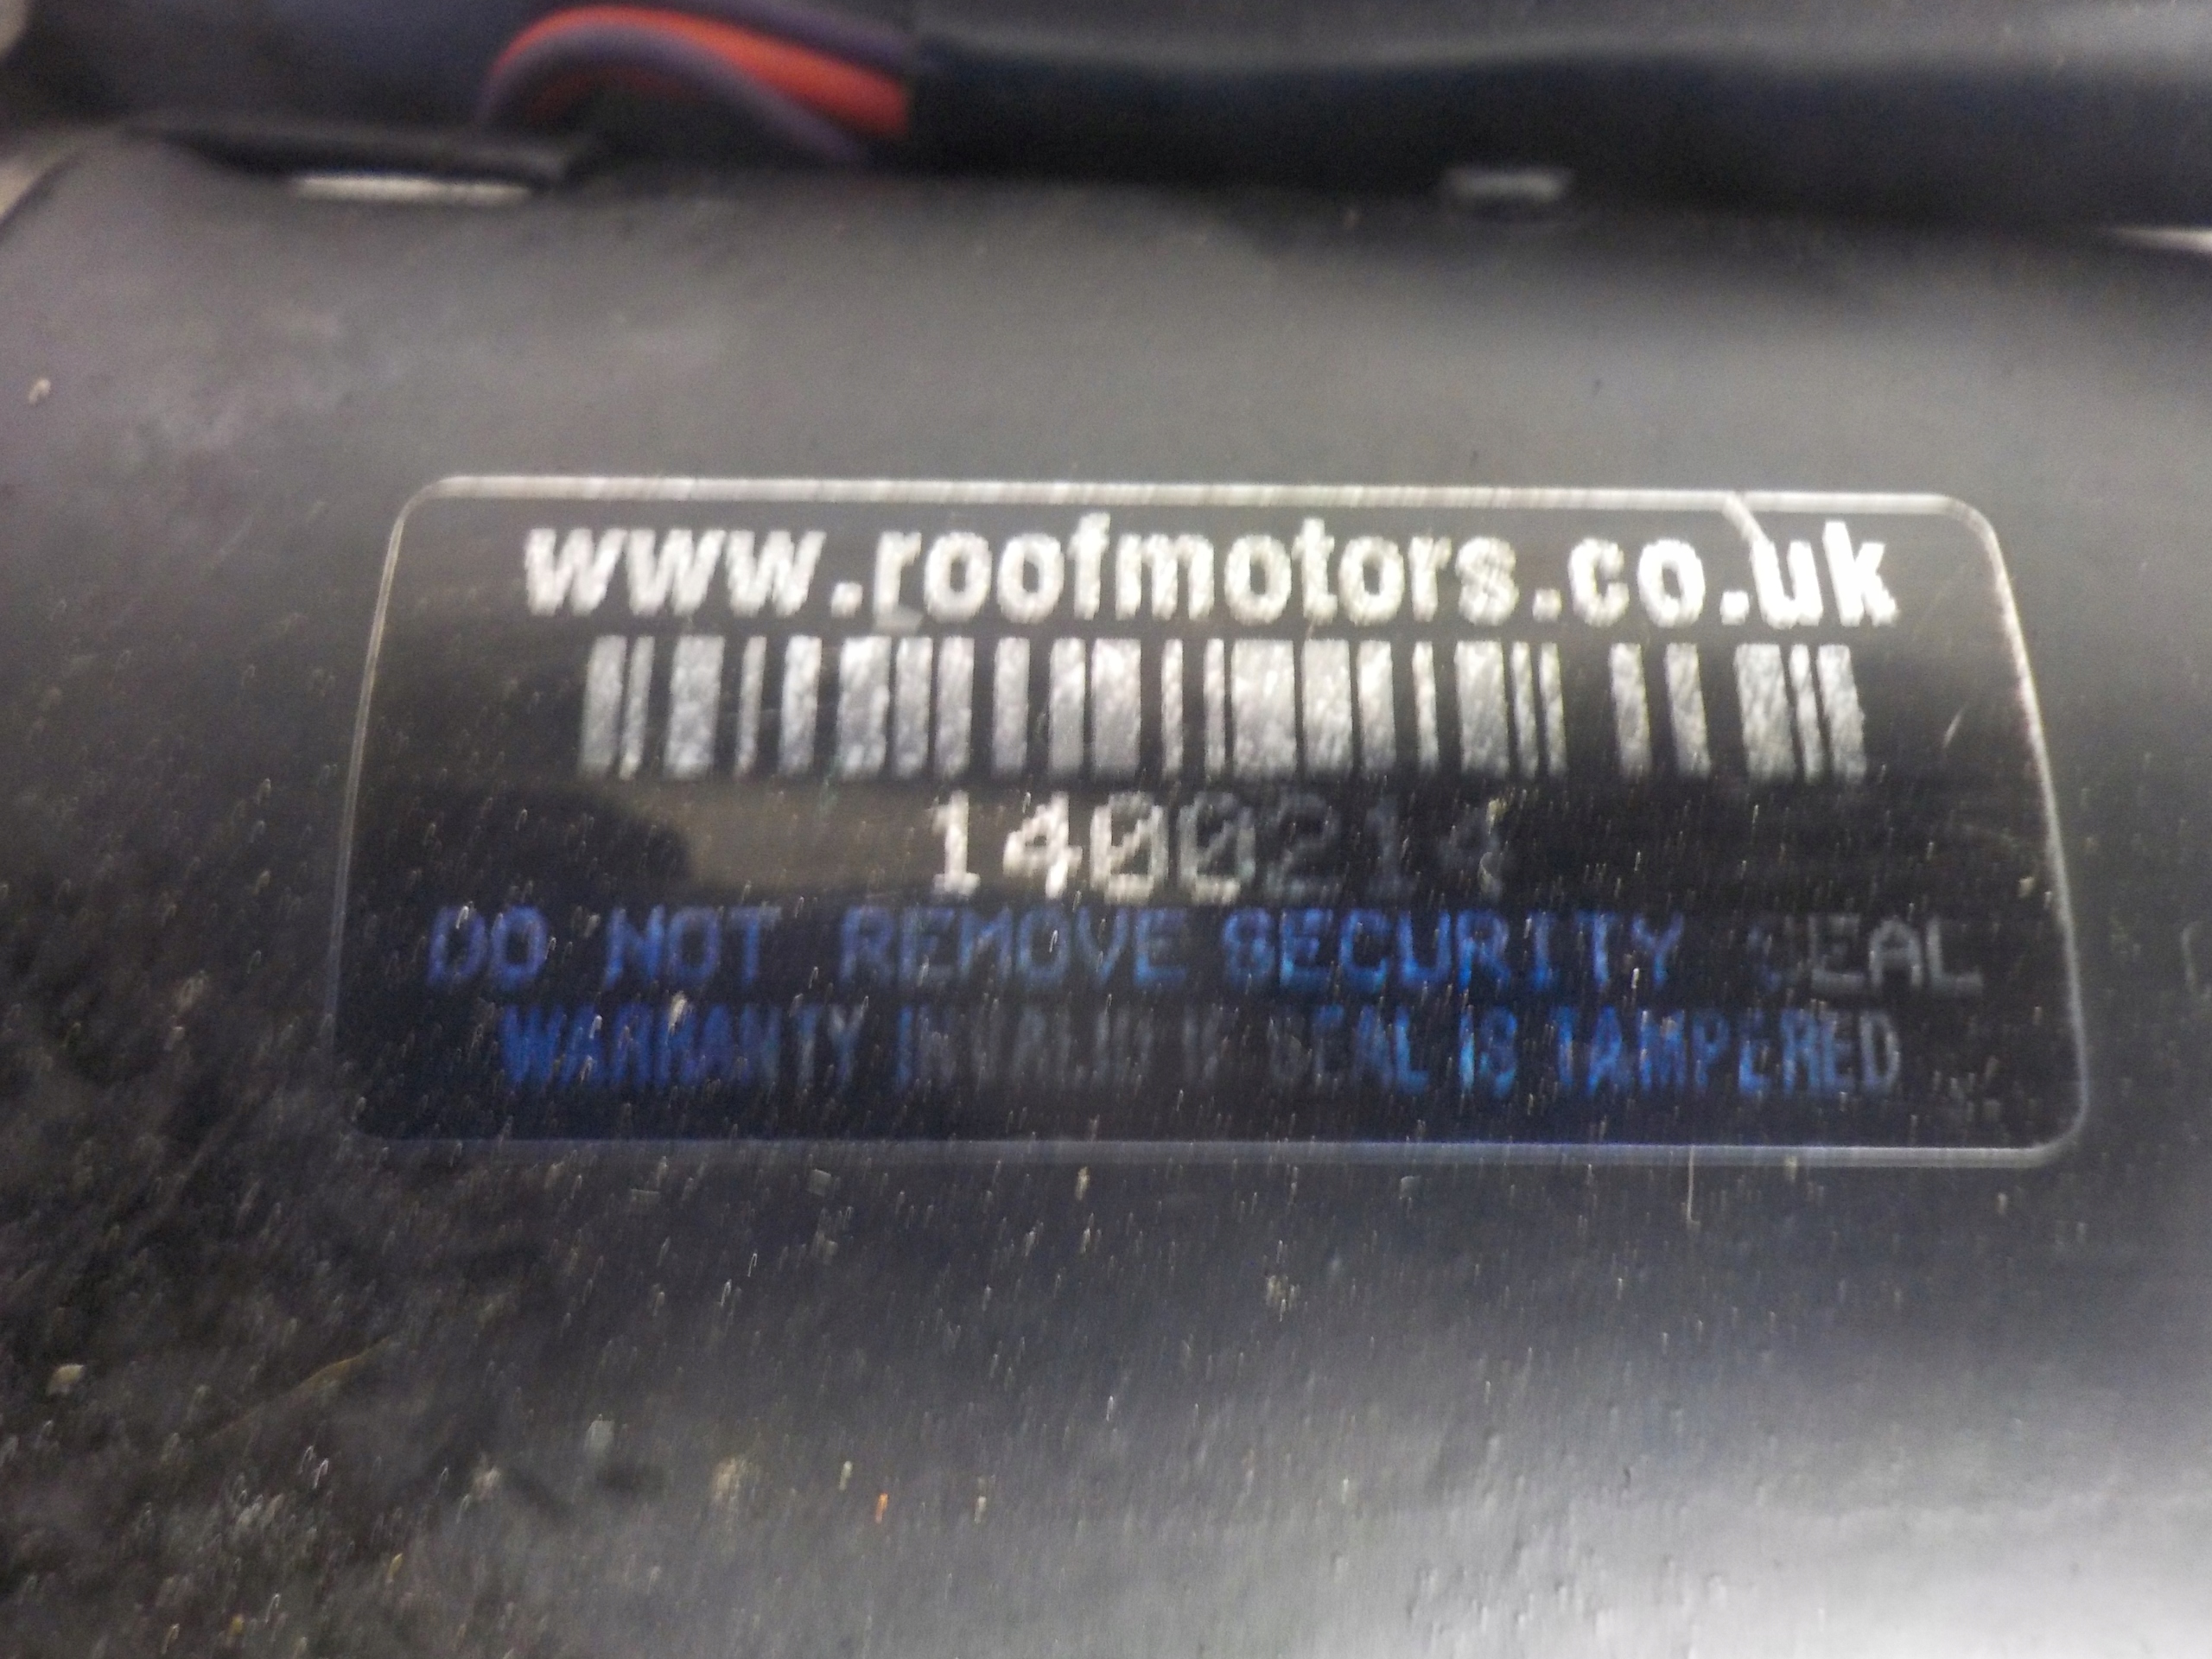 www.roofmotors.co.uk
1400214
DO NOT REMOVE SECURITY SEAL
WARRANTY INVALID IF SEAL IS TAMPERED